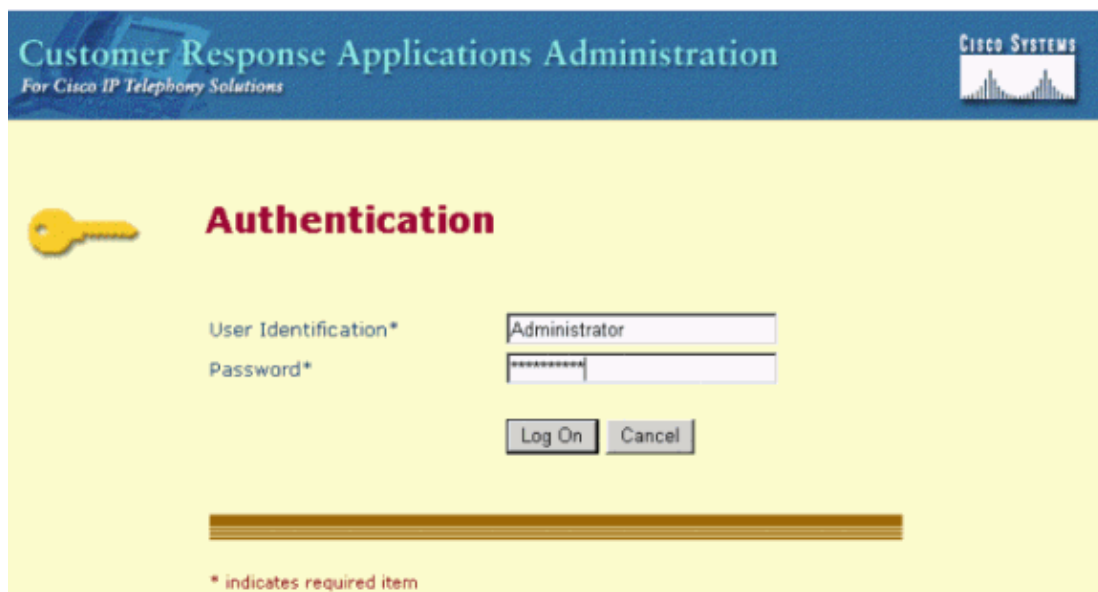 Customer Response Applications Administration
For Cisco IP Telephony Solutions
CISCO SYSTEMS
Authentication
User Identification* Administrator
Password* **********
Log On Cancel
* indicates required item